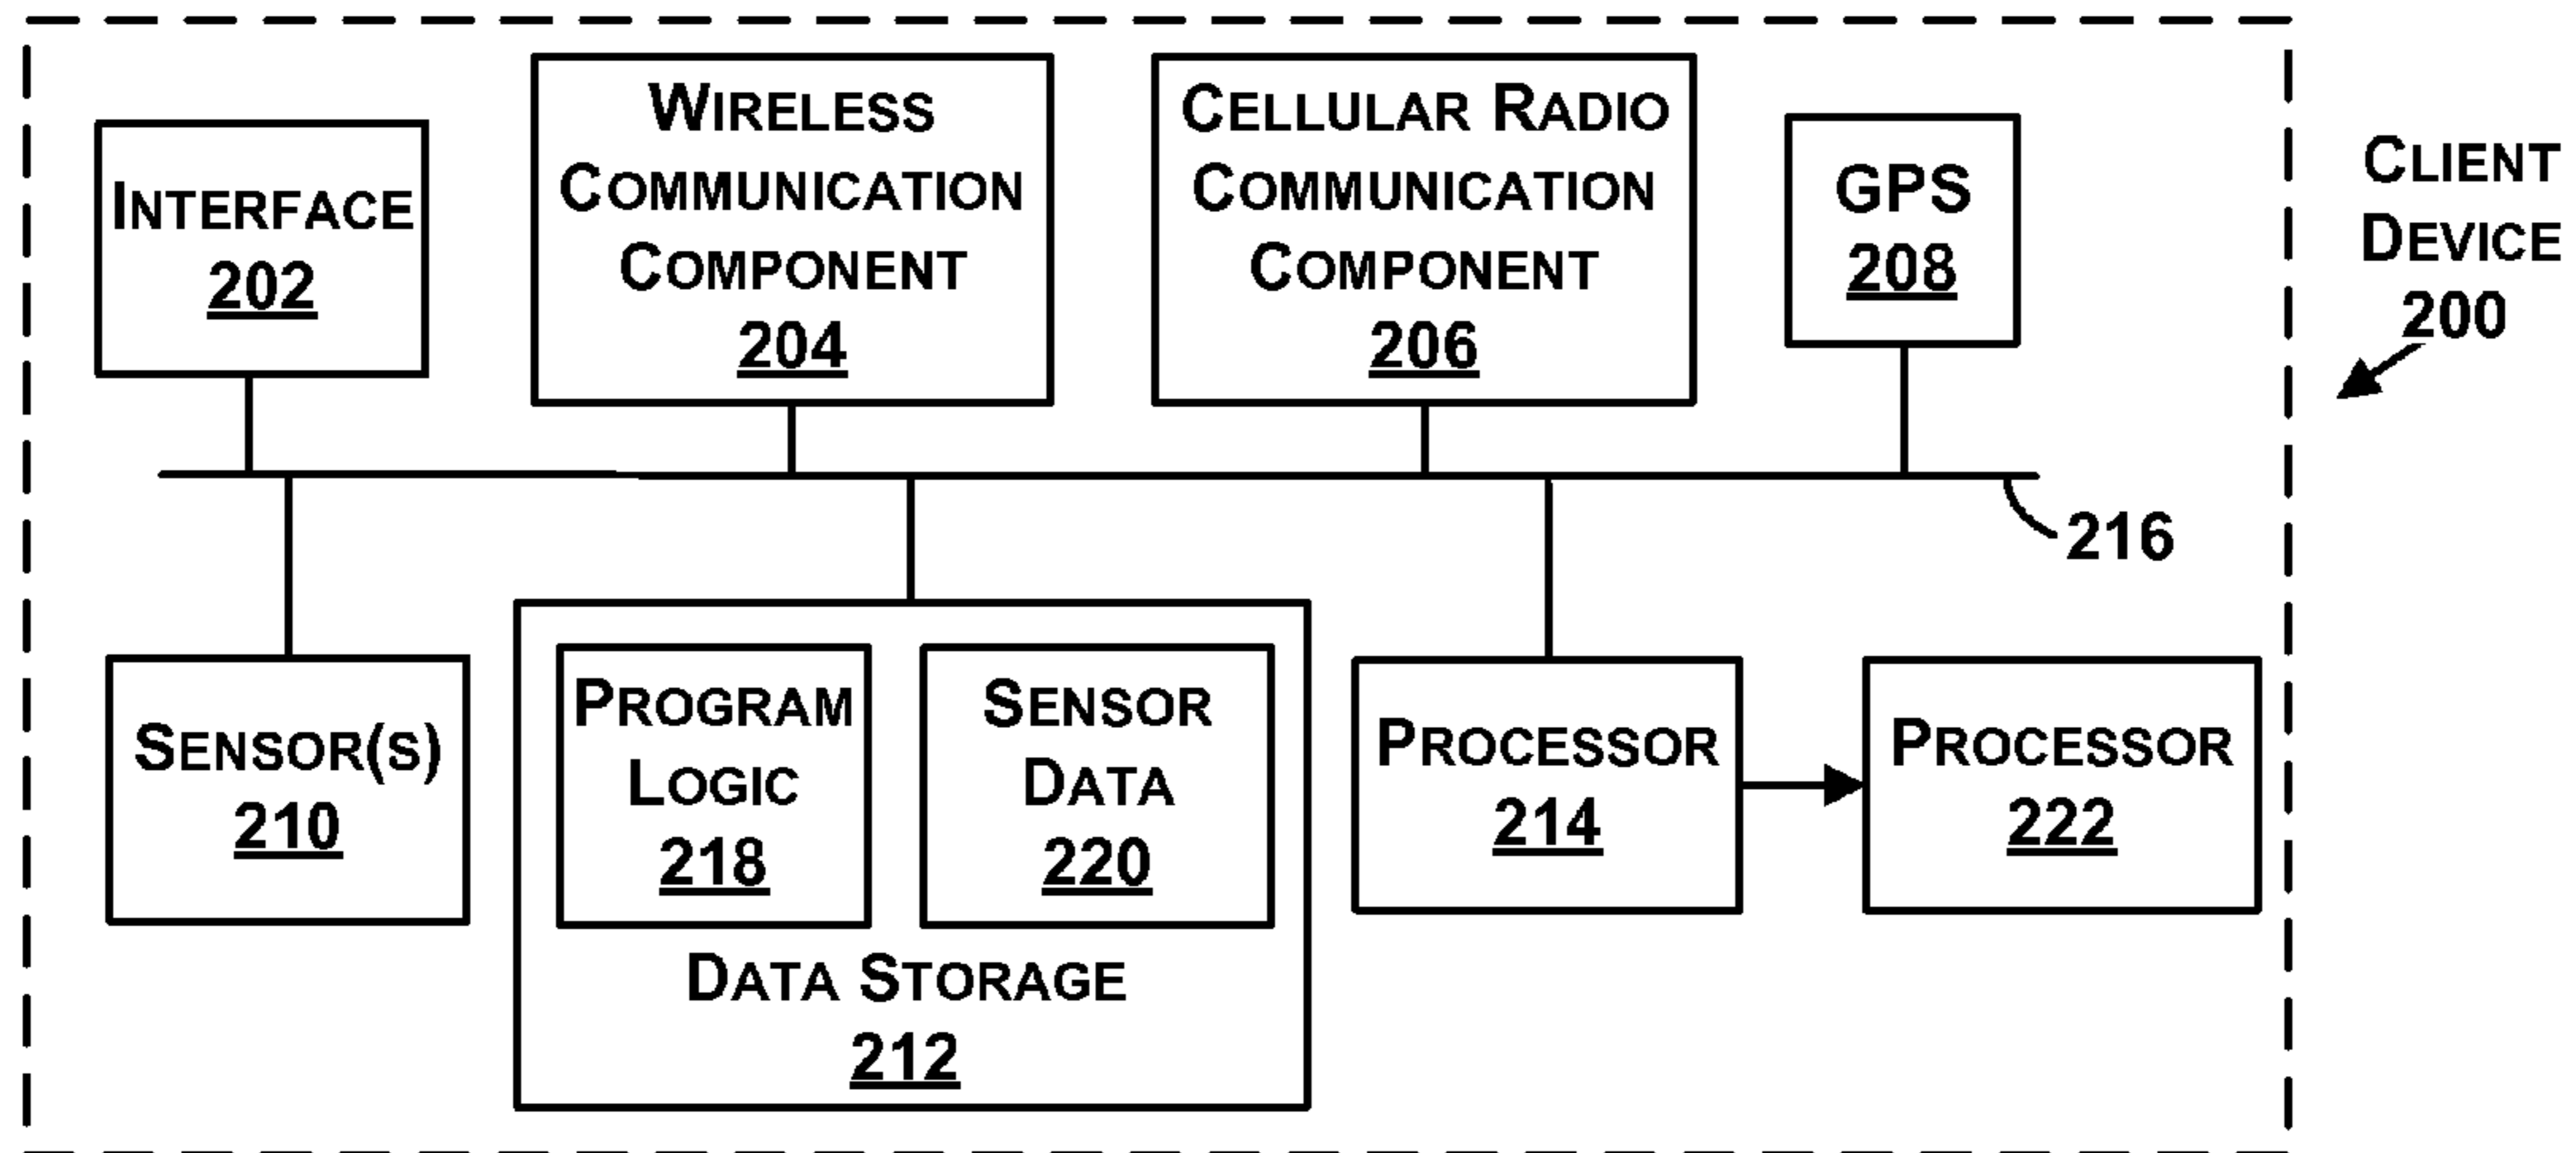 INTERFACE
202
WIRELESS
COMMUNICATION
COMPONENT
204
CELLULAR RADIO
COMMUNICATION
COMPONENT
206
GPS
208
CLIENT
DEVICE
200
216
SENSOR(S)
210
PROGRAM
LOGIC
218
SENSOR
DATA
220
DATA STORAGE
212
PROCESSOR
214
PROCESSOR
222